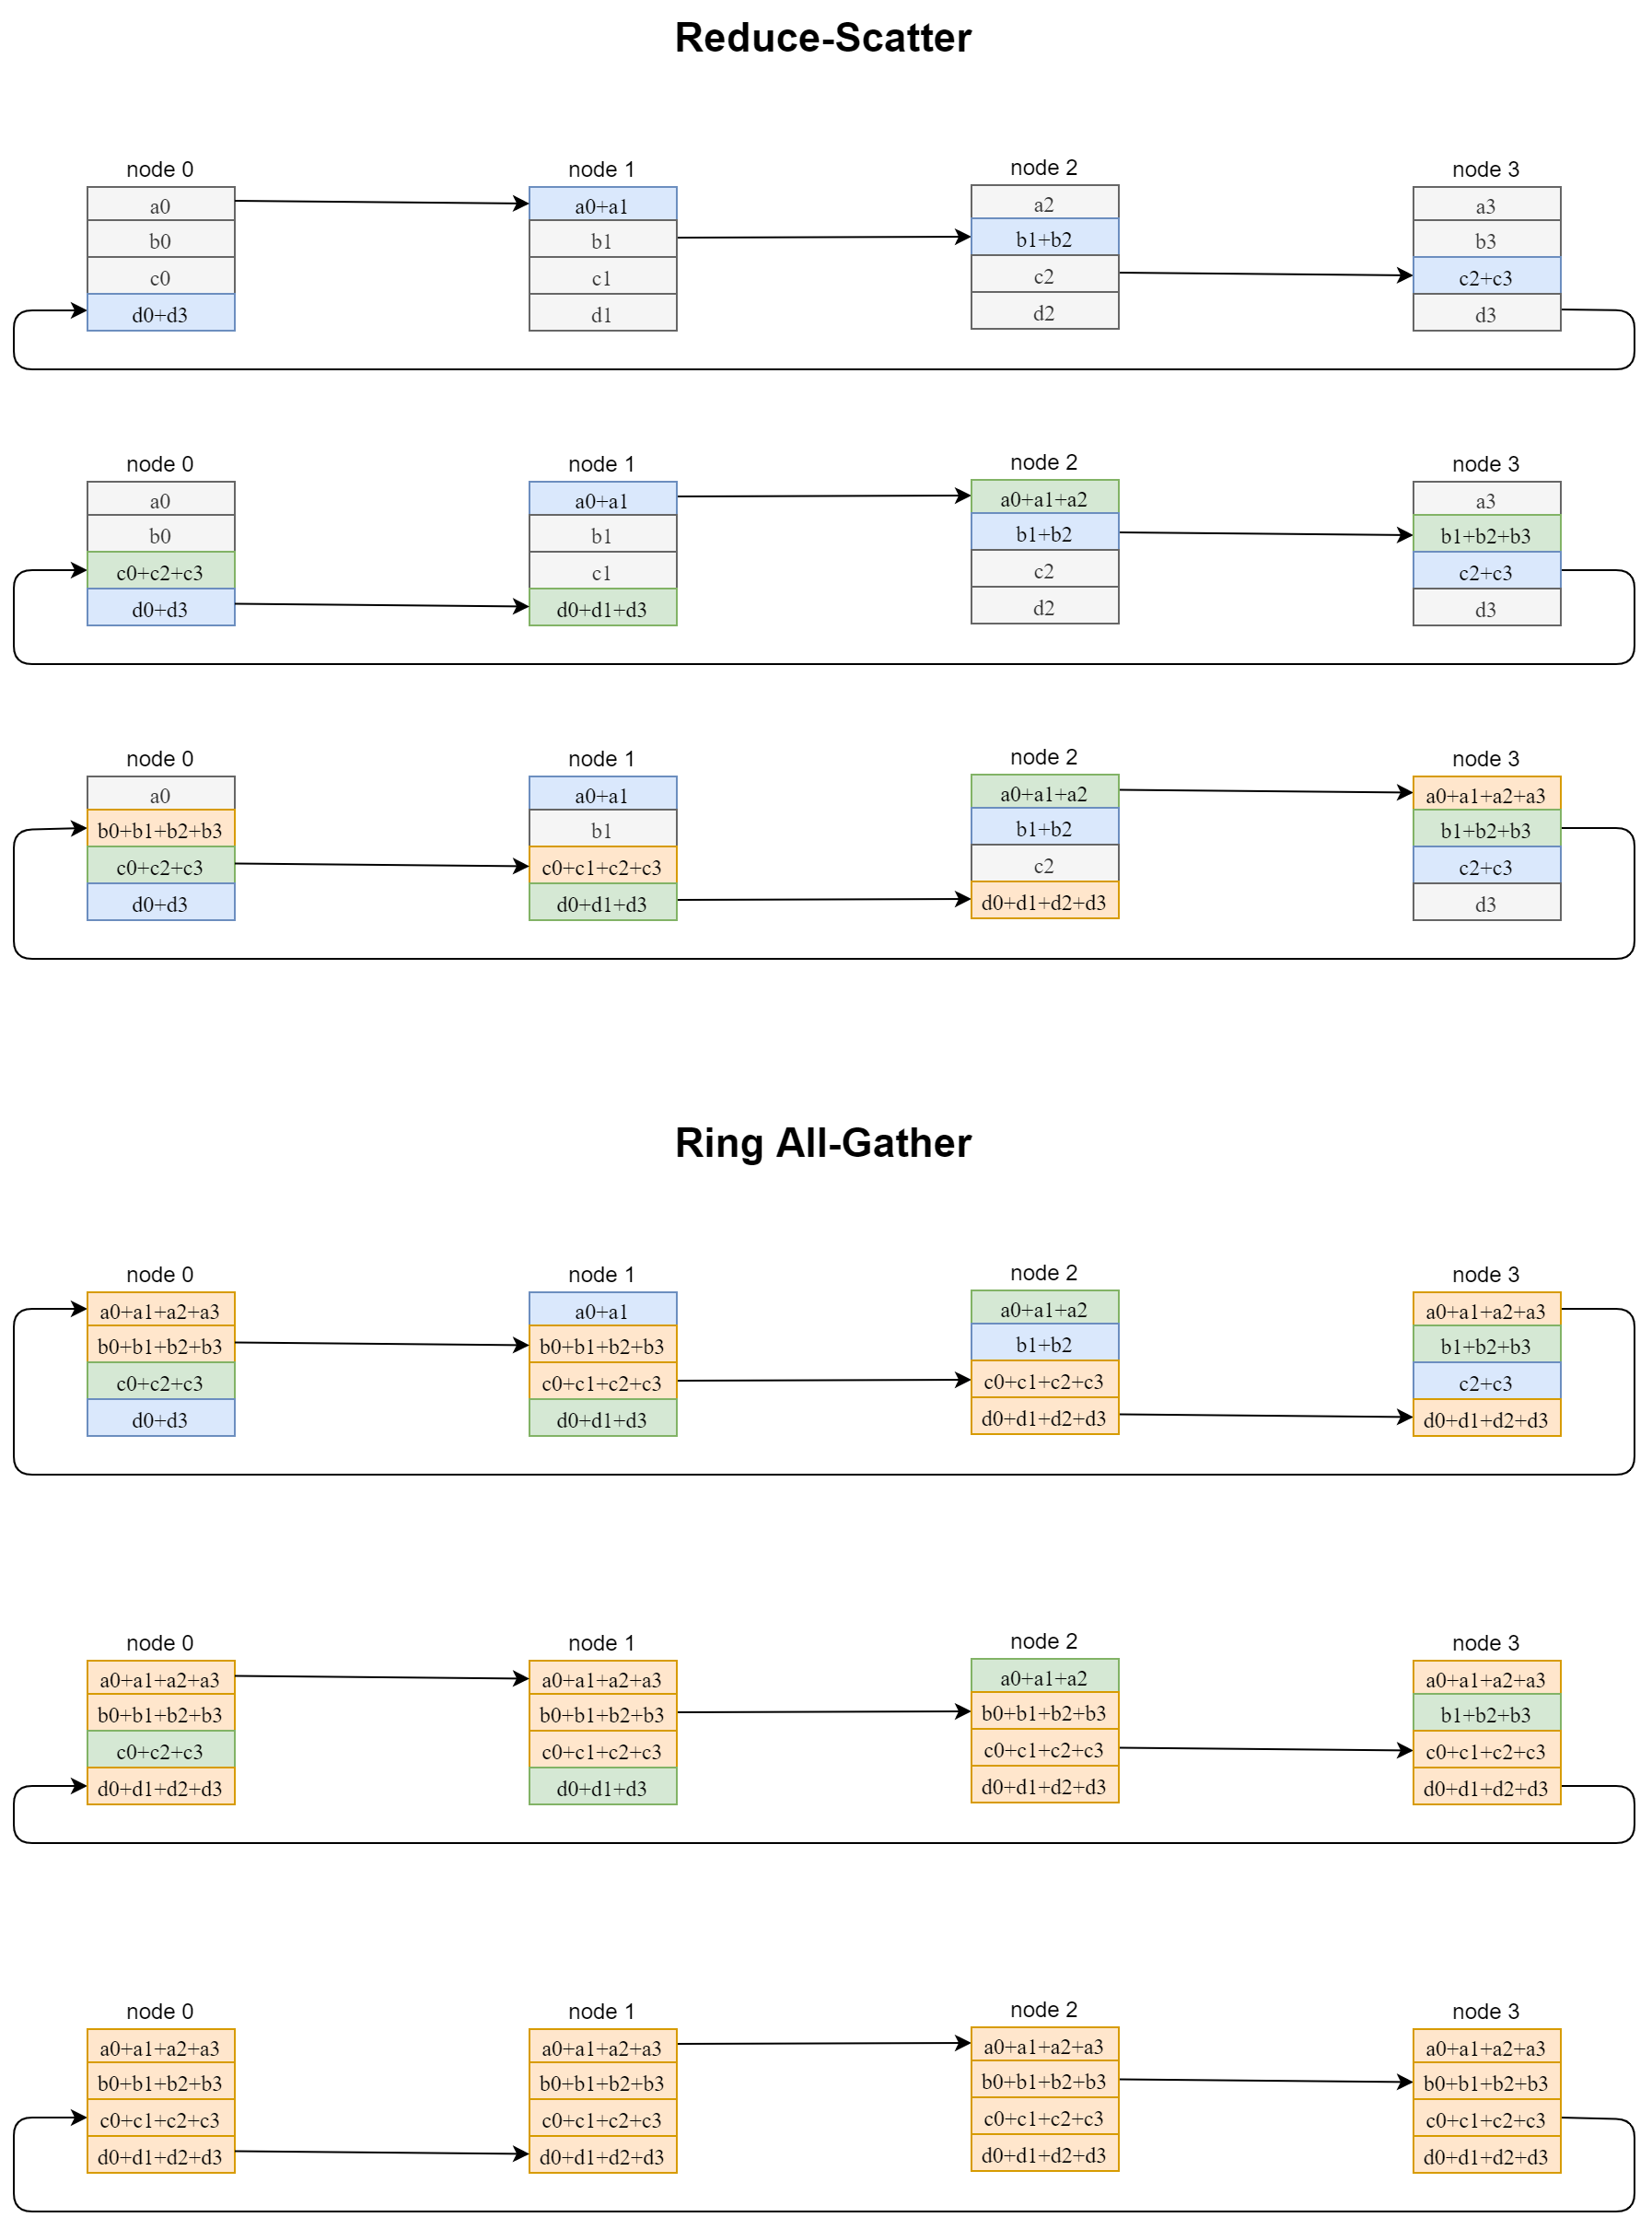 Reduce-Scatter
node 0 node 1 node 2 node 3
a0 a0+a1 a2 a3
b0 b1 b1+b2 b3
c0 c1 c2 c2+c3
d0+d3 d1 d2 d3
node 0 node 1 node 2 node 3
a0 a0+a1 a0+a1+a2 a3
b0 b1 b1+b2 b1+b2+b3
c0+c2+c3 c1 c2 c2+c3
d0+d3 d0+d1+d3 d2 d3
node 0 node 1 node 2 node 3
a0 a0+a1 a0+a1+a2 a0+a1+a2+a3
b0+b1+b2+b3 b1 b1+b2 b1+b2+b3
c0+c2+c3 c0+c1+c2+c3 c2 c2+c3
d0+d3 d0+d1+d3 d0+d1+d2+d3 d3
Ring All-Gather
node 0 node 1 node 2 node 3
a0+a1+a2+a3 a0+a1 a0+a1+a2 a0+a1+a2+a3
b0+b1+b2+b3 b0+b1+b2+b3 b1+b2 b1+b2+b3
c0+c2+c3 c0+c1+c2+c3 c0+c1+c2+c3 c2+c3
d0+d3 d0+d1+d3 d0+d1+d2+d3 d0+d1+d2+d3
node 0 node 1 node 2 node 3
a0+a1+a2+a3 a0+a1+a2+a3 a0+a1+a2 a0+a1+a2+a3
b0+b1+b2+b3 b0+b1+b2+b3 b0+b1+b2+b3 b1+b2+b3
c0+c2+c3 c0+c1+c2+c3 c0+c1+c2+c3 c0+c1+c2+c3
d0+d1+d2+d3 d0+d1+d3 d0+d1+d2+d3 d0+d1+d2+d3
node 0 node 1 node 2 node 3
a0+a1+a2+a3 a0+a1+a2+a3 a0+a1+a2+a3 a0+a1+a2+a3
b0+b1+b2+b3 b0+b1+b2+b3 b0+b1+b2+b3 b0+b1+b2+b3
c0+c1+c2+c3 c0+c1+c2+c3 c0+c1+c2+c3 c0+c1+c2+c3
d0+d1+d2+d3 d0+d1+d2+d3 d0+d1+d2+d3 d0+d1+d2+d3